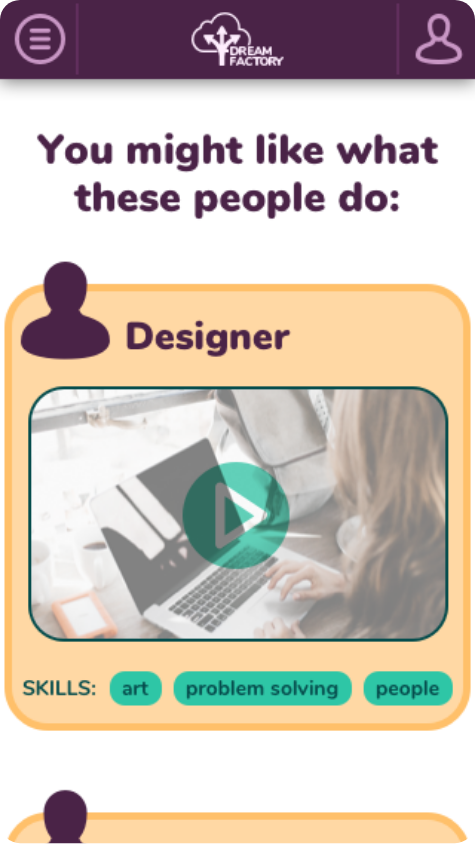 DREAM
FACTORY
You might like what
these people do:
Designer
SKILLS: art problem solving people